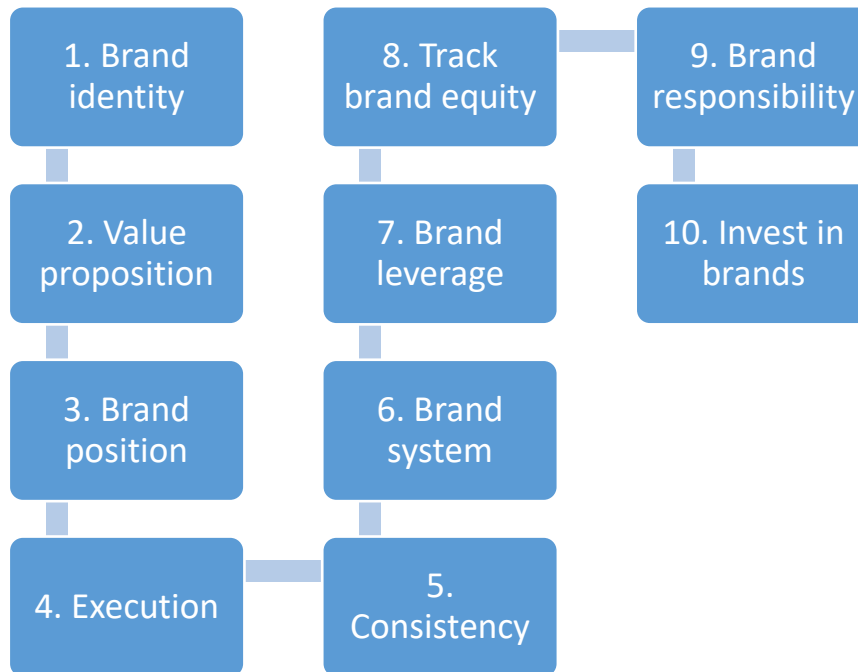 1. Brand
identity
2. Value
proposition
3. Brand
position
4. Execution
5.
Consistency
6. Brand
system
7. Brand
leverage
8. Track
brand equity
9. Brand
responsibility
10. Invest in
brands